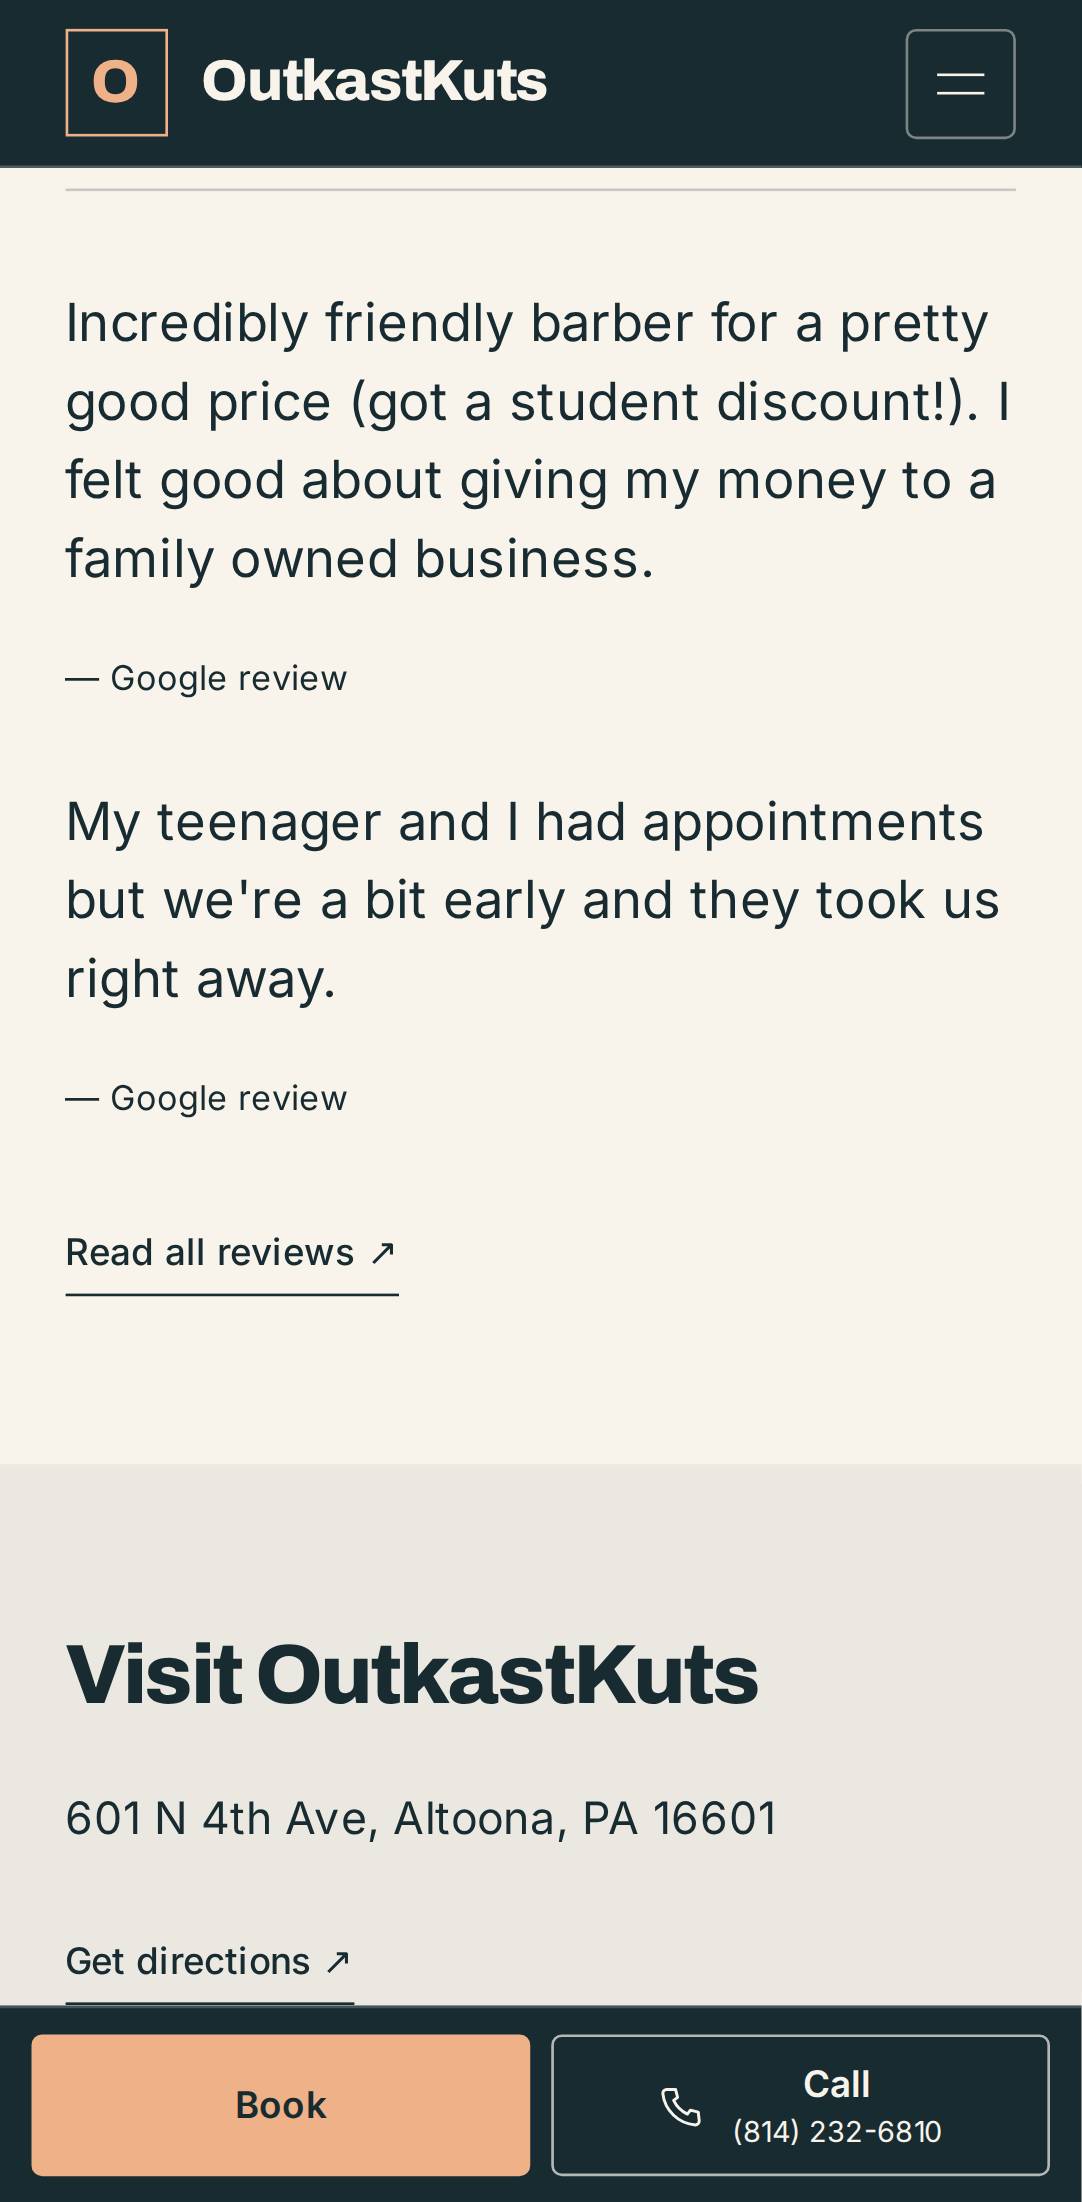 O
OutkastKuts
Incredibly friendly barber for a pretty
good price (got a student discount!). I
felt good about giving my money to a
family owned business.
— Google review
My teenager and I had appointments
but we're a bit early and they took us
right away.
— Google review
Read all reviews ↗
Visit OutkastKuts
601 N 4th Ave, Altoona, PA 16601
Get directions ↗
Book
Call
(814) 232-6810